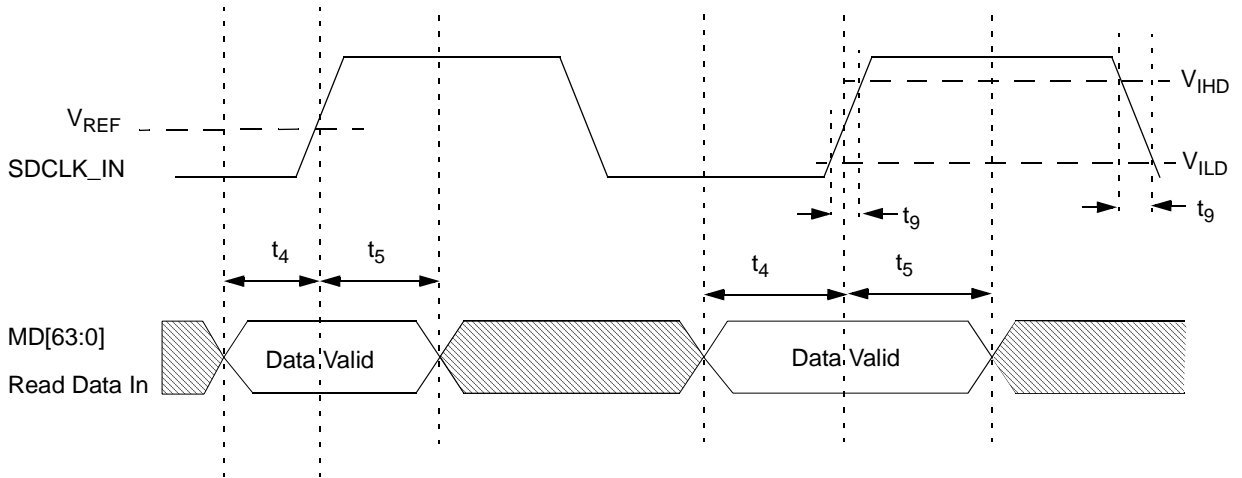 V_IHD
V_REF
SDCLK_IN
V_ILD
t_9
t_9
t_4
t_5
t_4
t_5
MD[63:0]
Data Valid
Data Valid
Read Data In